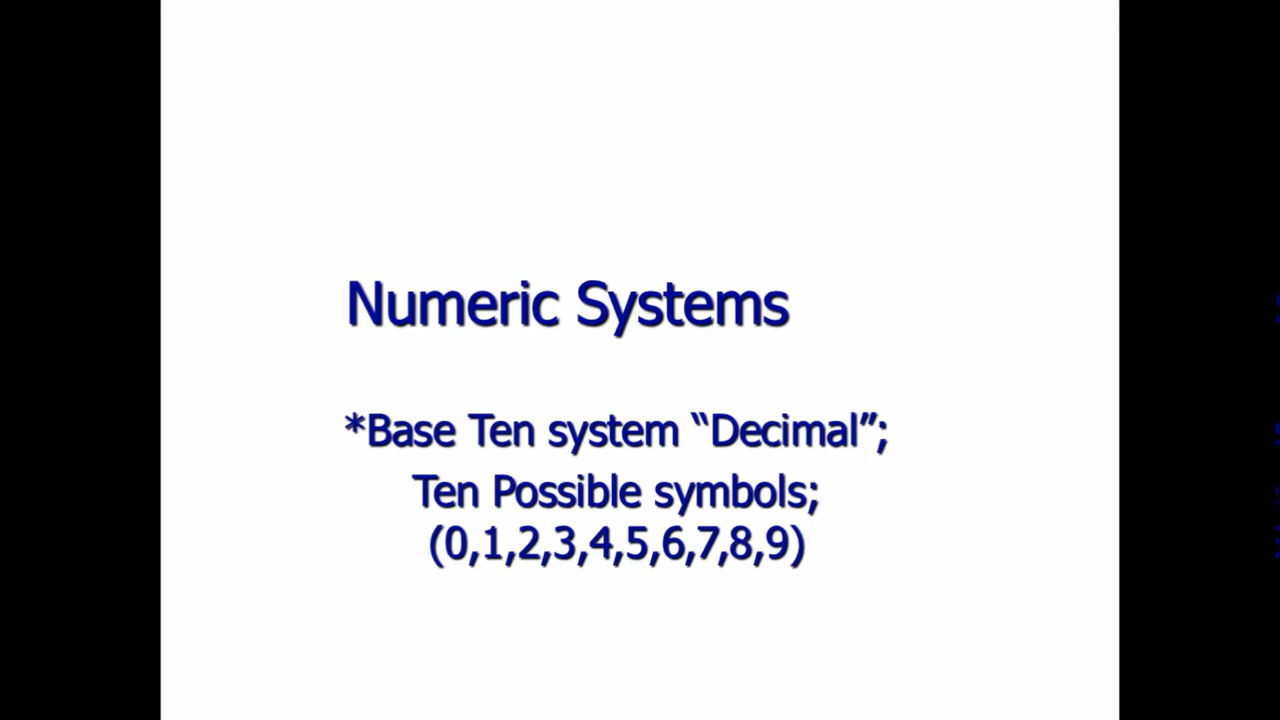 Numeric Systems
*Base Ten system “Decimal”;
Ten Possible symbols;
(0,1,2,3,4,5,6,7,8,9)